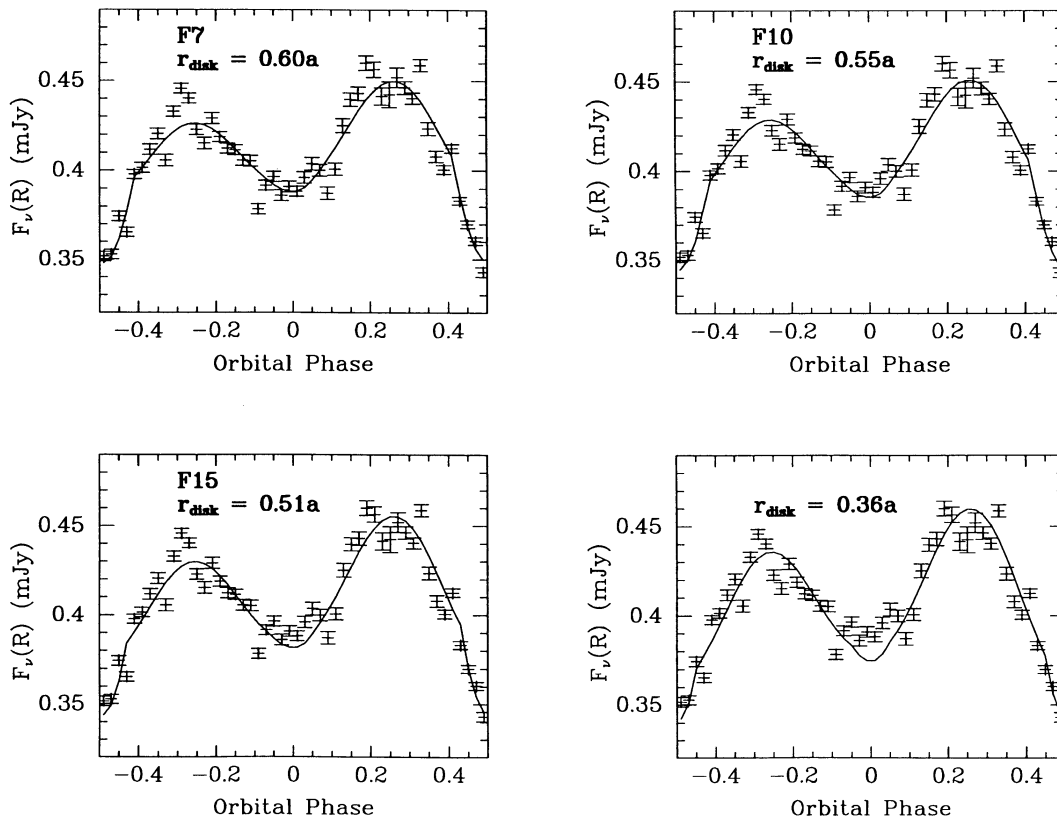 F7
r_disk = 0.60a
F_ν(R) (mJy)
0.45
0.4
0.35
−0.4 −0.2 0 0.2 0.4
Orbital Phase
F10
r_disk = 0.55a
F_ν(R) (mJy)
0.45
0.4
0.35
−0.4 −0.2 0 0.2 0.4
Orbital Phase
F15
r_disk = 0.51a
F_ν(R) (mJy)
0.45
0.4
0.35
−0.4 −0.2 0 0.2 0.4
Orbital Phase
r_disk = 0.36a
F_ν(R) (mJy)
0.45
0.4
0.35
−0.4 −0.2 0 0.2 0.4
Orbital Phase